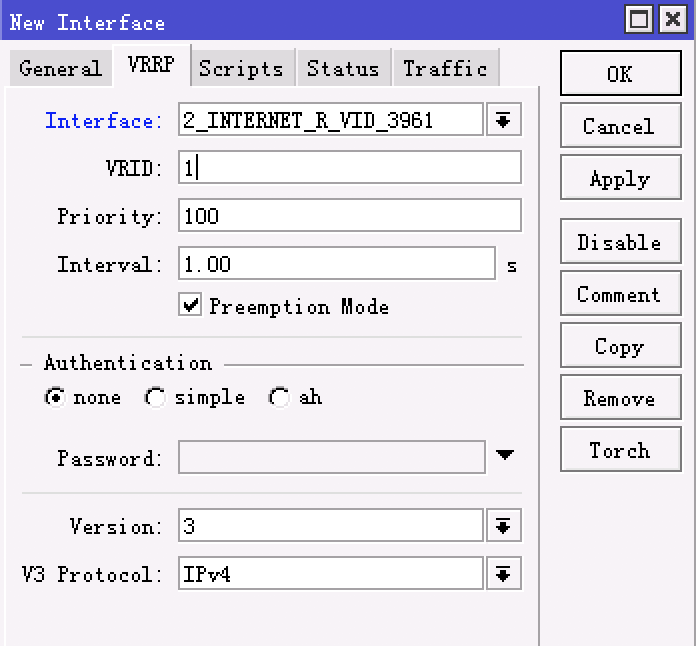 New Interface
General VRRP Scripts Status Traffic
OK
Interface: 2_INTERNET_R_VID_3961
Cancel
VRID: 1
Apply
Priority: 100
Disable
Interval: 1.00 s
Comment
Preemption Mode
Copy
Authentication
none simple ah
Remove
Password:
Torch
Version: 3
V3 Protocol: IPv4